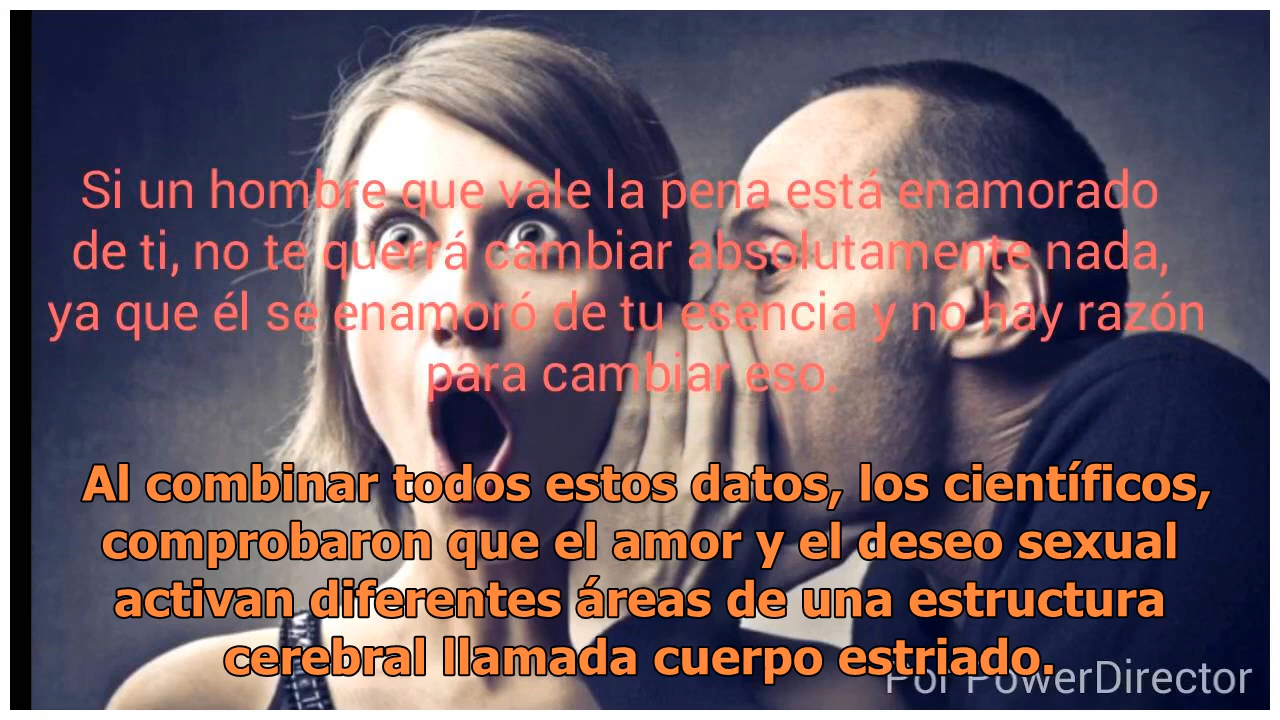 Si un hombre que vale la pena está enamorado
de ti, no te querrá cambiar absolutamente nada,
ya que él se enamoró de tu esencia y no hay razón
para cambiar eso.
Al combinar todos estos datos, los científicos,
comprobaron que el amor y el deseo sexual
activan diferentes áreas de una estructura
cerebral llamada cuerpo estriado.
Por PowerDirector